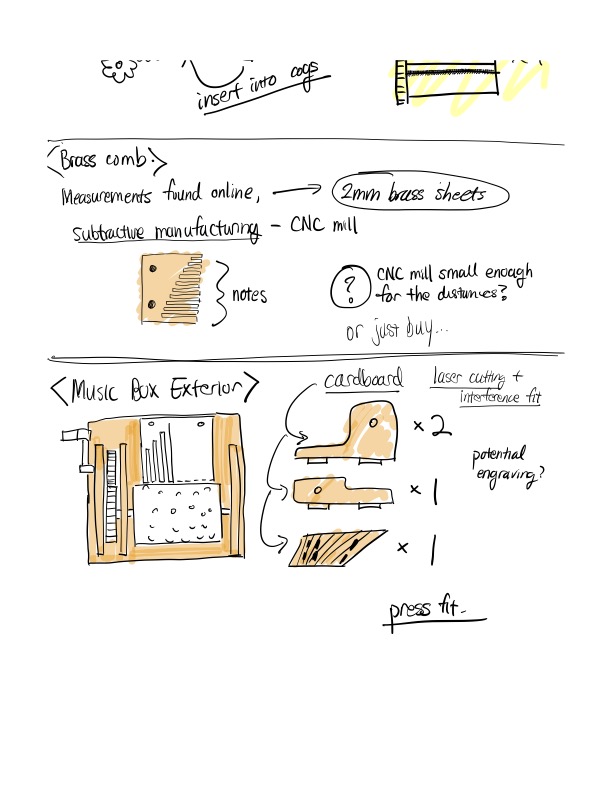 insert into cogs
<Brass comb:>
Measurements found online, → 2mm brass sheets
subtractive manufacturing - CNC mill
notes
? CNC mill small enough
for the distances?
or just buy...
<Music Box Exterior>
cardboard
laser cutting +
interference fit
x 2
potential
engraving?
x 1
x 1
press fit.